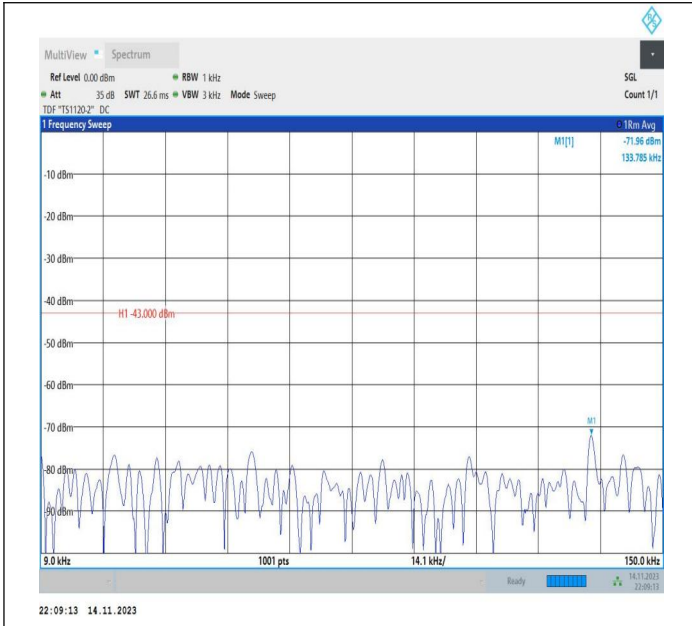 R&S
MultiView Spectrum
Ref Level 0.00 dBm RBW 1 kHz SGL
Att 35 dB SWT 26.6 ms VBW 3 kHz Mode Sweep Count 1/1
TDF "TS1120-2" DC
1 Frequency Sweep 1Rm Avg
M1[1] -71.96 dBm
133.785 kHz
-10 dBm
-20 dBm
-30 dBm
-40 dBm
H1 -43.000 dBm
-50 dBm
-60 dBm
-70 dBm
M1
-80 dBm
-90 dBm
9.0 kHz 1001 pts 14.1 kHz/ 150.0 kHz
Ready 14.11.2023
22:09:13
22:09:13 14.11.2023